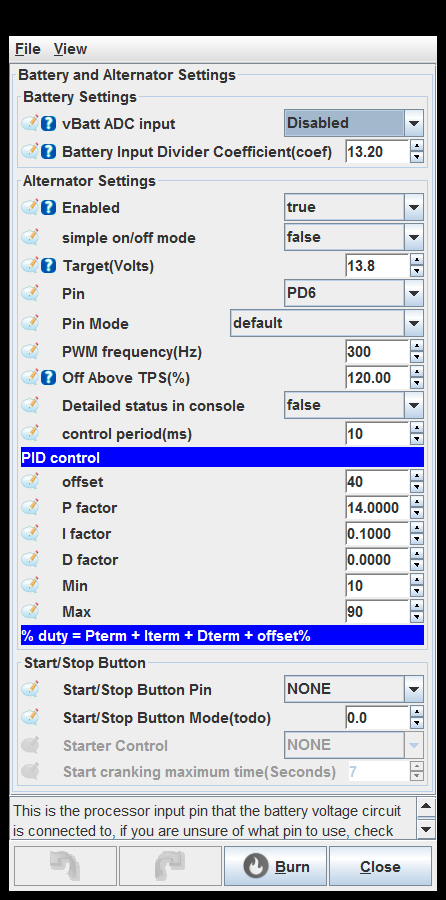 File View
Battery and Alternator Settings
Battery Settings
vBatt ADC input Disabled
Battery Input Divider Coefficient(coef) 13.20
Alternator Settings
Enabled true
simple on/off mode false
Target(Volts) 13.8
Pin PD6
Pin Mode default
PWM frequency(Hz) 300
Off Above TPS(%) 120.00
Detailed status in console false
control period(ms) 10
PID control
offset 40
P factor 14.0000
I factor 0.1000
D factor 0.0000
Min 10
Max 90
% duty = Pterm + Iterm + Dterm + offset%
Start/Stop Button
Start/Stop Button Pin NONE
Start/Stop Button Mode(todo) 0.0
Starter Control NONE
Start cranking maximum time(Seconds) 7
This is the processor input pin that the battery voltage circuit
is connected to, if you are unsure of what pin to use, check
Burn Close